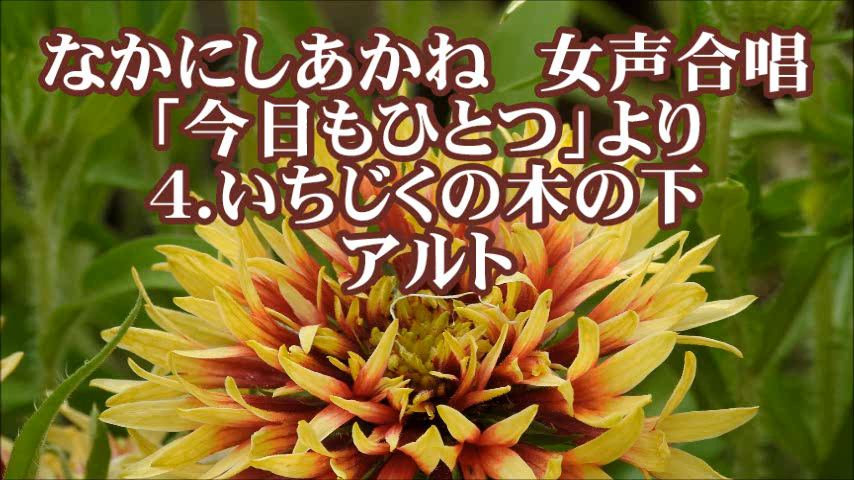 なかにしあかね　女声合唱
「今日もひとつ」より
４.いちじくの木の下
アルト